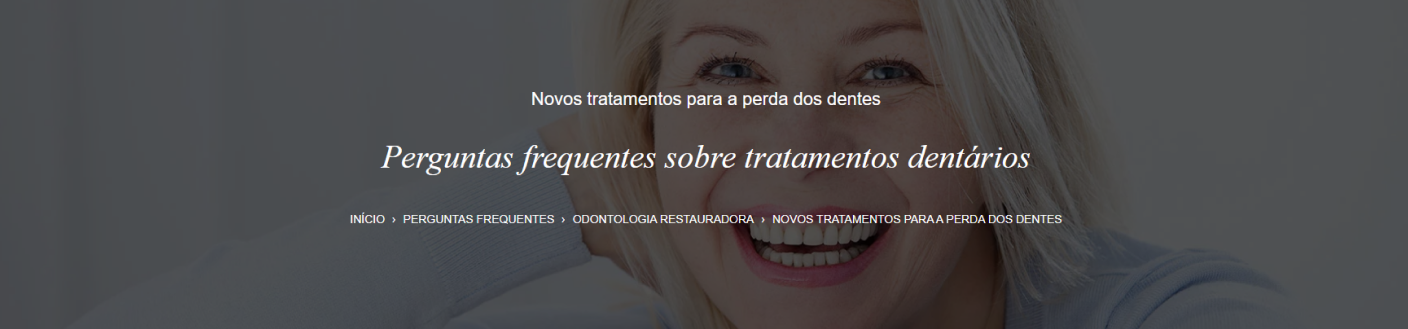 Novos tratamentos para a perda dos dentes
Perguntas frequentes sobre tratamentos dentários
INÍCIO › PERGUNTAS FREQUENTES › ODONTOLOGIA RESTAURADORA › NOVOS TRATAMENTOS PARA A PERDA DOS DENTES